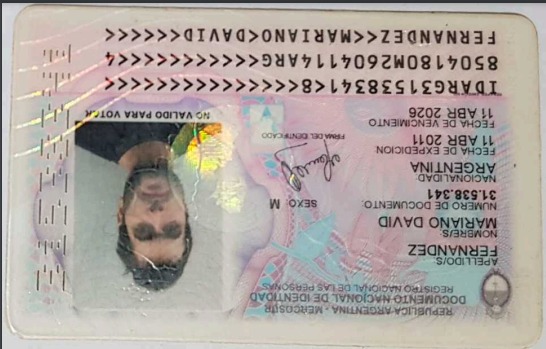 REPUBLICA ARGENTINA - MERCOSUR
DOCUMENTO NACIONAL DE IDENTIDAD
REGISTRO NACIONAL DE LAS PERSONAS
APELLIDO/S
FERNANDEZ
NOMBRE/S
MARIANO DAVID
NÚMERO DE DOCUMENTO
31.538.341
SEXO M
NACIONALIDAD
ARGENTINA
FECHA DE EXPEDICION
11 ABR 2011
FECHA DE VENCIMIENTO
11 ABR 2026
FIRMA DEL IDENTIFICADO
NO VALIDO PARA VOTAR
IDARG31538341<8<<<<<<<<<<<<<<<
8504180M2604114ARG<<<<<<<<<<<4
FERNANDEZ<<MARIANO<DAVID<<<<<<